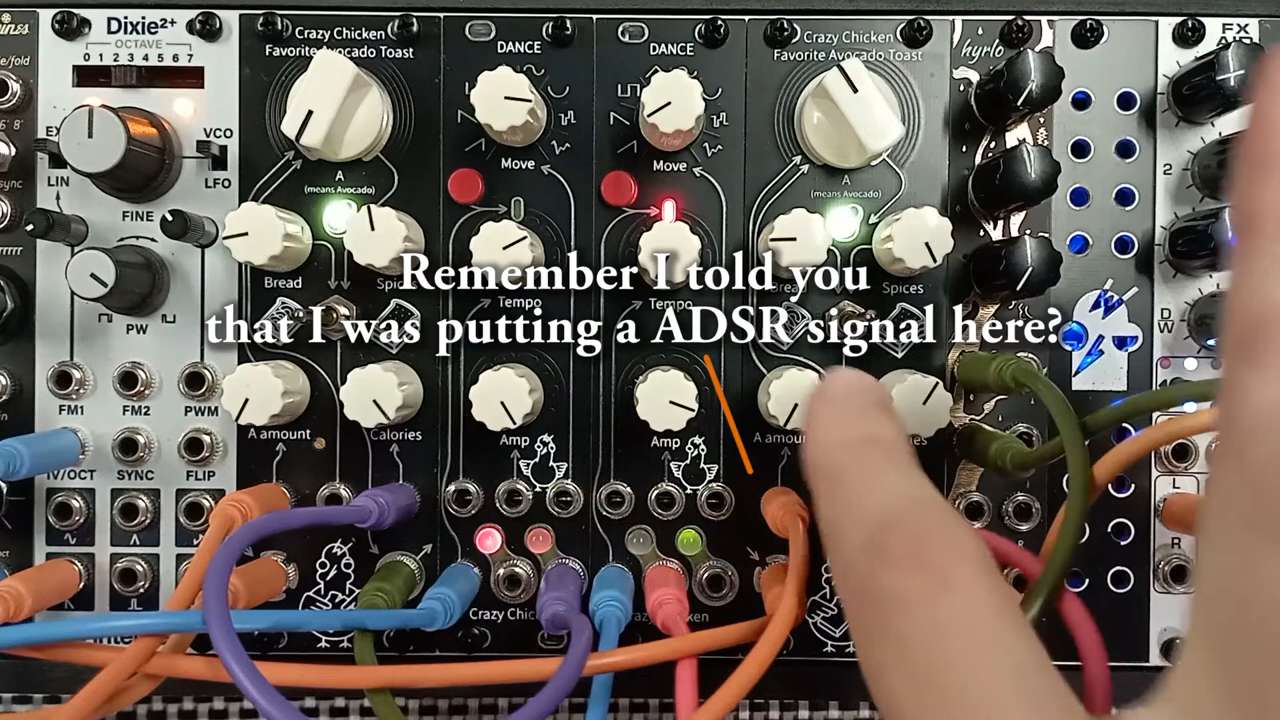 Dixie2+
OCTAVE
0 1 2 3 4 5 6 7
VCO
LIN
LFO
FINE
PW
FM1
FM2
PWM
1V/OCT
SYNC
FLIP
Crazy Chicken
Favorite Avocado Toast
A
(means Avocado)
Bread
A amount
Calories
DANCE
Move
Tempo
Amp
DANCE
Move
Tempo
Amp
Crazy Chicken
Favorite Avocado Toast
A
(means Avocado)
Spices
hyrlo
FX
2
D
W
L
R
Remember I told you
that I was putting a ADSR signal here?